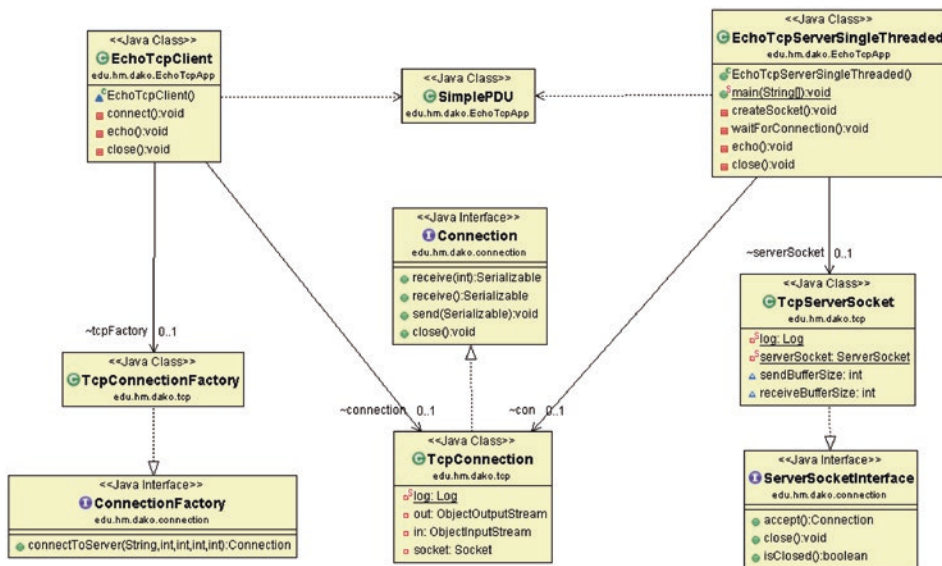 <<Java Class>>
EchoTcpClient
edu.hm.dako.EchoTcpApp
EchoTcpClient()
connect():void
echo():void
close():void
<<Java Class>>
SimplePDU
edu.hm.dako.EchoTcpApp
<<Java Class>>
EchoTcpServerSingleThreaded
edu.hm.dako.EchoTcpApp
EchoTcpServerSingleThreaded()
main(String[]):void
createSocket():void
waitForConnection():void
echo():void
close():void
<<Java Interface>>
Connection
edu.hm.dako.connection
receive(int):Serializable
receive():Serializable
send(Serializable):void
close():void
~serverSocket 0..1
<<Java Class>>
TcpServerSocket
edu.hm.dako.tcp
log: Log
serverSocket: ServerSocket
sendBufferSize: int
receiveBufferSize: int
~tcpFactory 0..1
<<Java Class>>
TcpConnectionFactory
edu.hm.dako.tcp
~connection 0..1
~con 0..1
<<Java Class>>
TcpConnection
edu.hm.dako.tcp
log: Log
out: ObjectOutputStream
in: ObjectInputStream
socket: Socket
<<Java Interface>>
ConnectionFactory
edu.hm.dako.connection
connectToServer(String,int,int,int,int):Connection
<<Java Interface>>
ServerSocketInterface
edu.hm.dako.connection
accept():Connection
close():void
isClosed():boolean